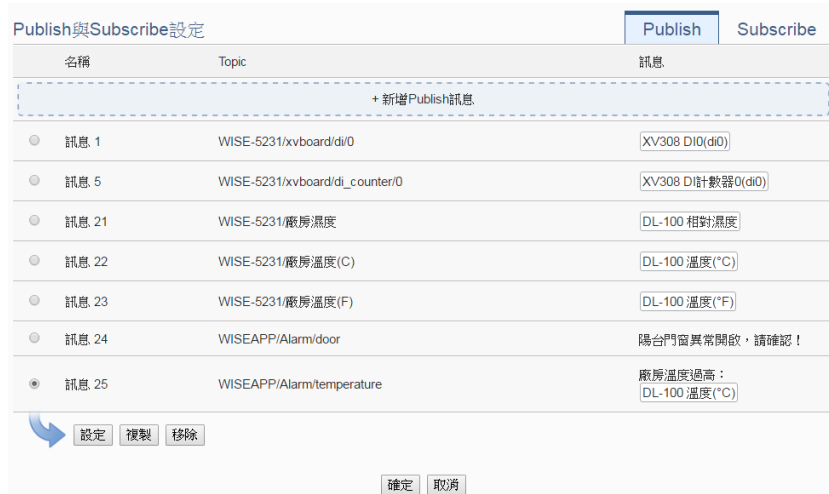 Publish與Subscribe設定 Publish Subscribe
名稱 Topic 訊息
+ 新增Publish訊息
訊息 1 WISE-5231/xvboard/di/0 XV308 DI0(di0)
訊息 5 WISE-5231/xvboard/di_counter/0 XV308 DI計數器0(di0)
訊息 21 WISE-5231/廠房濕度 DL-100 相對濕度
訊息 22 WISE-5231/廠房溫度(C) DL-100 溫度(°C)
訊息 23 WISE-5231/廠房溫度(F) DL-100 溫度(°F)
訊息 24 WISEAPP/Alarm/door 陽台門窗異常開啟，請確認！
訊息 25 WISEAPP/Alarm/temperature 廠房溫度過高：
DL-100 溫度(°C)
設定 複製 移除
確定 取消